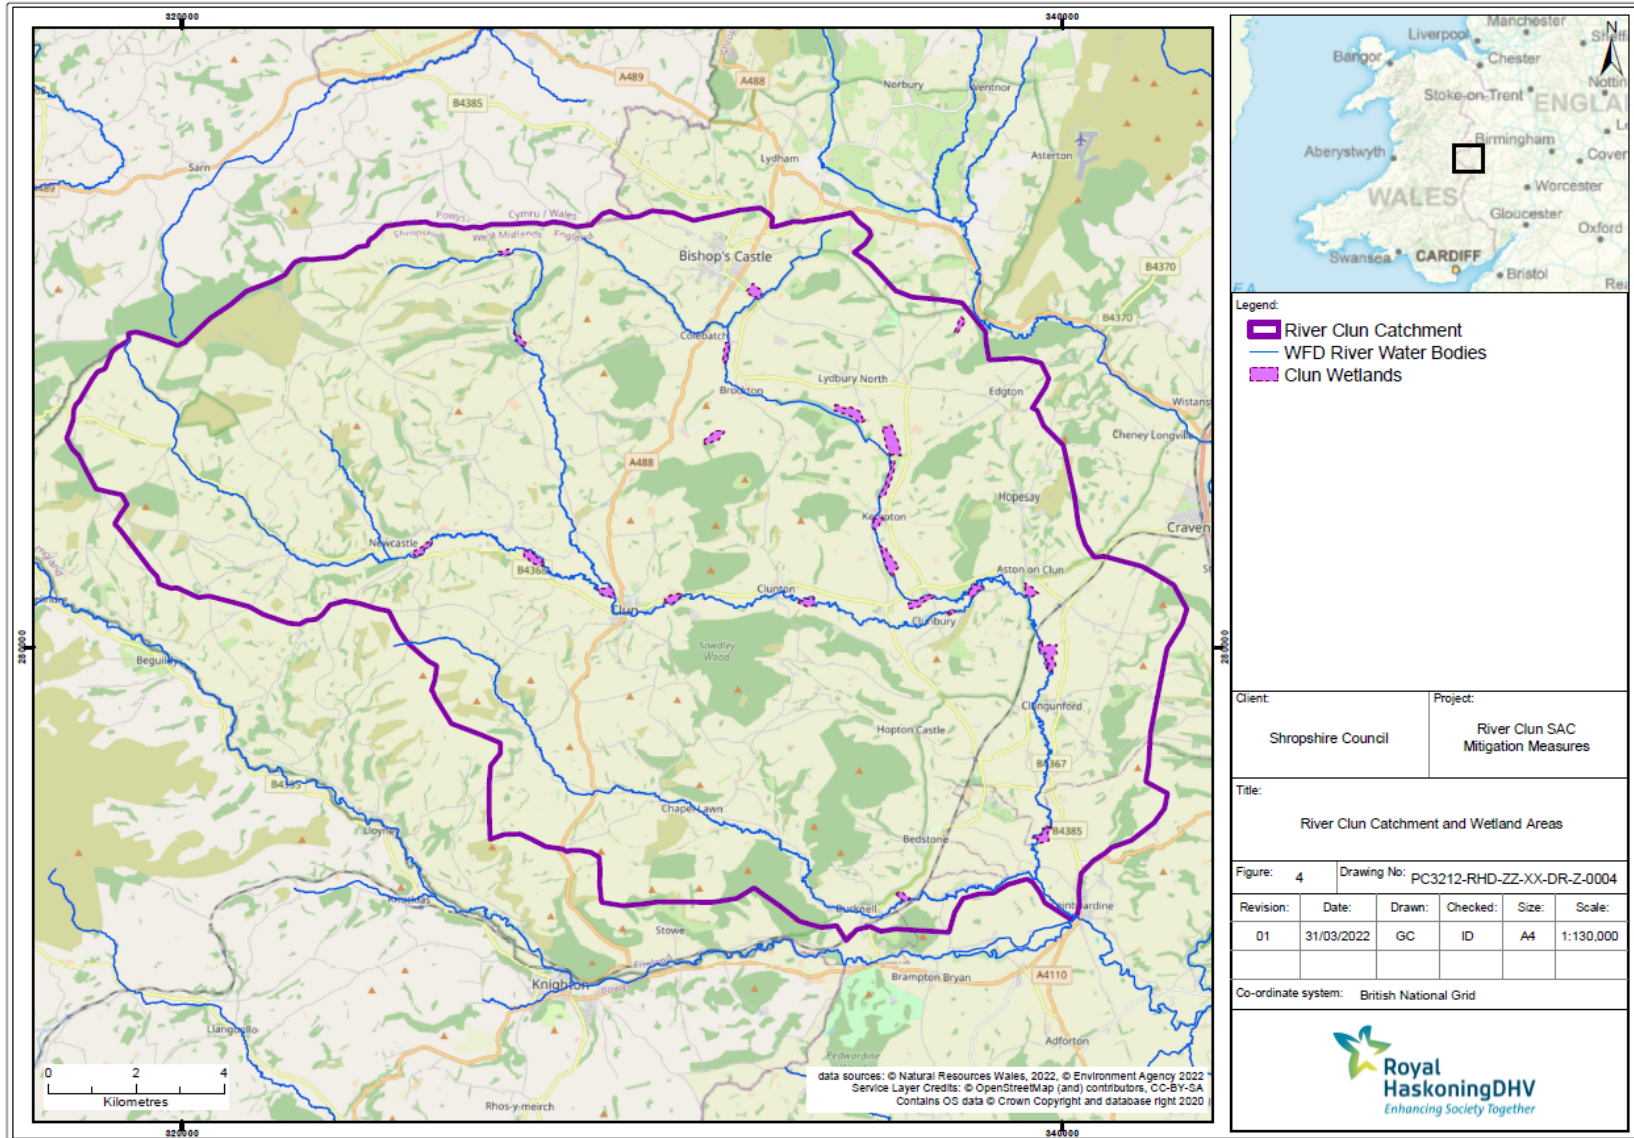 320000
340000
A489
A488
B4385
Norbury
Wentnor
Sarn
Lydham
Asterton
Powys
Cymru / Wales
Shropshire
West Midlands
England
Bishop's Castle
B4370
B4370
Colebatch
Lydbury North
Brockton
Edgton
Cheney Longville
A488
Hopesay
Kempton
Newcastle
B4368
Aston on Clun
Clunton
Clun
Clunbury
280000
280000
Beguildy
Sowdley
Wood
Clungunford
Hopton Castle
B4367
B4355
Chapel Lawn
Lloyney
Bedstone
B4385
Knucklas
Bucknell
Leintwardine
Stowe
England
Powys
Knighton
Brampton Bryan
A4110
Llangunllo
Adforton
Pedwardine
Rhos-y-meirch
0 2 4
Kilometres
data sources: © Natural Resources Wales, 2022, © Environment Agency 2022
Service Layer Credits: © OpenStreetMap (and) contributors, CC-BY-SA
Contains OS data © Crown Copyright and database right 2020
320000
340000
Manchester
Liverpool
N
Bangor
Chester
Stoke-on-Trent
Birmingham
Aberystwyth
Worcester
WALES
Gloucester
Oxford
Swansea
CARDIFF
Bristol
Legend:
River Clun Catchment
WFD River Water Bodies
Clun Wetlands
Client:
Shropshire Council
Project:
River Clun SAC
Mitigation Measures
Title:
River Clun Catchment and Wetland Areas
Figure: 4 Drawing No: PC3212-RHD-ZZ-XX-DR-Z-0004
Revision: Date: Drawn: Checked: Size: Scale:
01 31/03/2022 GC ID A4 1:130,000
Co-ordinate system: British National Grid
Royal
HaskoningDHV
Enhancing Society Together